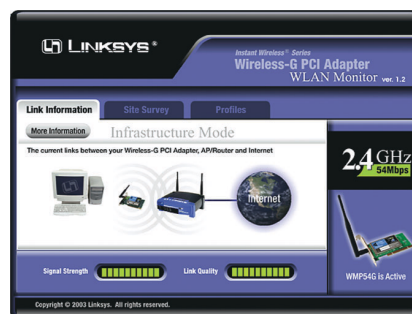 LINKSYS®
Instant Wireless® Series
Wireless-G PCI Adapter
WLAN Monitor ver. 1.2
Link Information
Site Survey
Profiles
More Information
Infrastructure Mode
The current links between your Wireless-G PCI Adapter, AP/Router and Internet
Internet
2.4 GHz
54Mbps
WMP54G is Active
Signal Strength
Link Quality
Copyright © 2003 Linksys. All rights reserved.